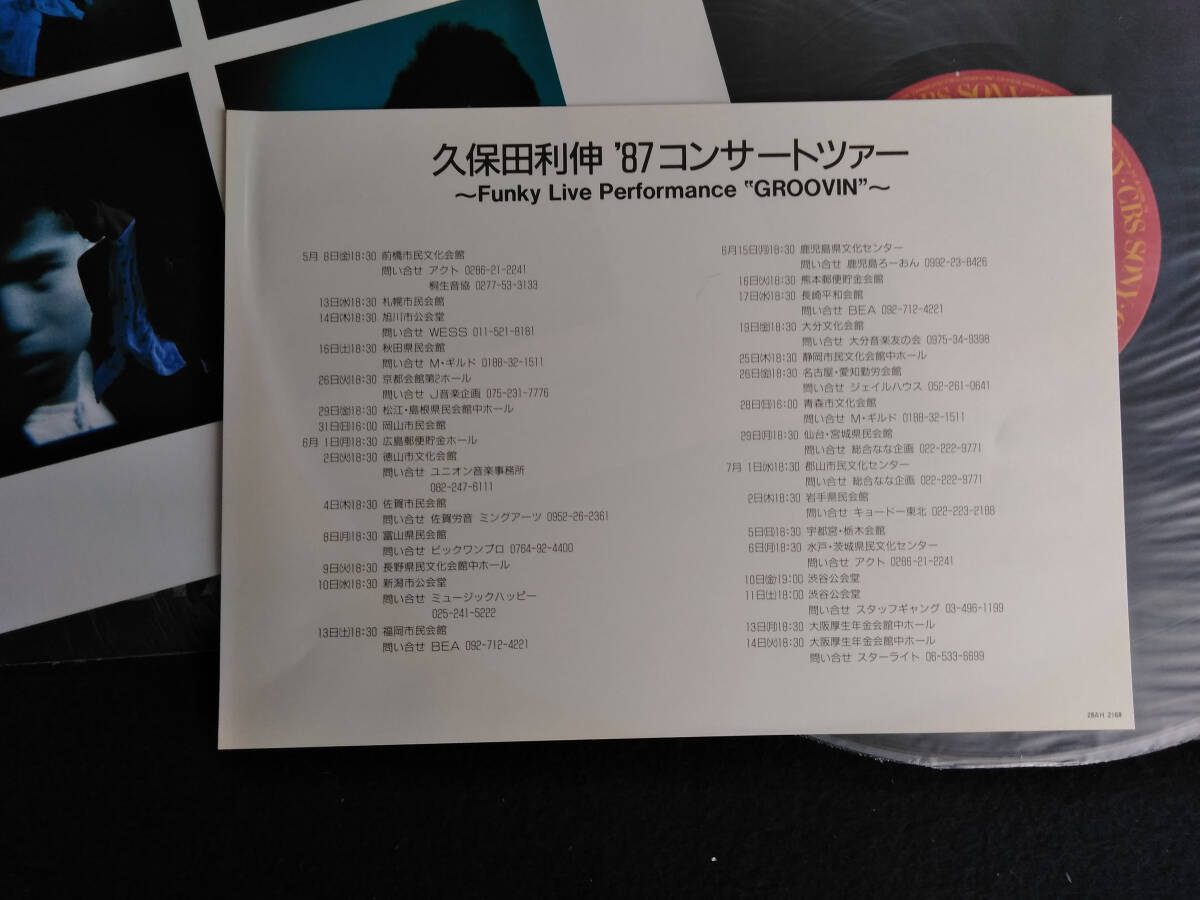 久保田利伸 '87コンサートツァー
〜Funky Live Performance “GROOVIN”〜
5月 8日(金)18:30 前橋市民文化会館
問い合せ アクト 0286-21-2241
桐生音協 0277-53-3133
13日(水)18:30 札幌市民会館
14日(木)18:30 旭川市公会堂
問い合せ WESS 011-521-8181
16日(土)18:30 秋田県民会館
問い合せ M・ギルド 0188-32-1511
26日(火)18:30 京都会館第2ホール
問い合せ J音楽企画 075-231-7776
29日(金)18:30 松江・島根県民会館中ホール
31日(日)16:00 岡山市民会館
6月 1日(月)18:30 広島郵便貯金ホール
2日(火)18:30 徳山市文化会館
問い合せ ユニオン音楽事務所
082-247-6111
4日(木)18:30 佐賀市民会館
問い合せ 佐賀労音 ミングアーツ 0952-26-2361
8日(月)18:30 富山県民会館
問い合せ ビックワンプロ 0764-92-4400
9日(火)18:30 長野県民文化会館中ホール
10日(水)18:30 新潟市公会堂
問い合せ ミュージックハッピー
025-241-5222
13日(土)18:30 福岡市民会館
問い合せ BEA 092-712-4221
6月15日(月)18:30 鹿児島県文化センター
問い合せ 鹿児島ろーおん 0992-23-8426
16日(火)18:30 熊本郵便貯金会館
17日(水)18:30 長崎平和会館
問い合せ BEA 092-712-4221
19日(金)18:30 大分文化会館
問い合せ 大分音楽友の会 0975-34-9398
25日(木)18:30 静岡市民文化会館中ホール
26日(金)18:30 名古屋・愛知勤労会館
問い合せ ジェイルハウス 052-261-0641
28日(日)16:00 青森市文化会館
問い合せ M・ギルド 0188-32-1511
29日(月)18:30 仙台・宮城県民会館
問い合せ 総合なな企画 022-222-9771
7月 1日(水)18:30 郡山市民文化センター
問い合せ 総合なな企画 022-222-9771
2日(木)18:30 岩手県民会館
問い合せ キョードー東北 022-223-2188
5日(日)18:30 宇都宮・栃木会館
6日(月)18:30 水戸・茨城県民文化センター
問い合せ アクト 0286-21-2241
10日(金)19:00 渋谷公会堂
11日(土)18:00 渋谷公会堂
問い合せ スタッフギャング 03-496-1199
13日(月)18:30 大阪厚生年金会館中ホール
14日(火)18:30 大阪厚生年金会館中ホール
問い合せ スターライト 06-533-6699
28AH 2168
CBS SONY
CBS SONY